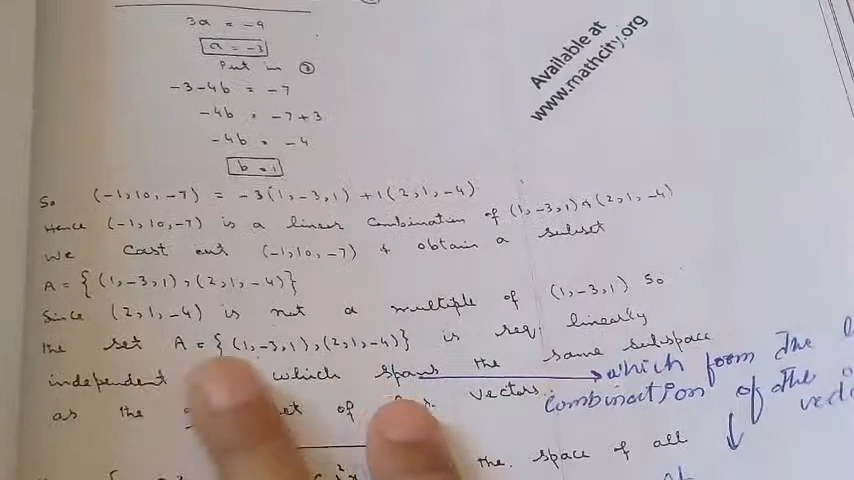 3a = -9
a = -3
Put in ③
-3-4b = -7
-4b = -7+3
-4b = -4
b = 1
Available at
www.mathcity.org
So (-1,10,-7) = -3(1,-3,1) +1(2,1,-4)
Hence (-1,10,-7) is a linear Combination of (1,-3,1) & (2,1,-4)
We Cast out (-1,10,-7) & obtain a subset
A = {(1,-3,1),(2,1,-4)}
Since (2,1,-4) is not a multiple of (1,-3,1) So
the set A = {(1,-3,1),(2,1,-4)} is req. linearly
independent which spans the same subspace
as the set of vectors.
which form the
combination of the
the space of all